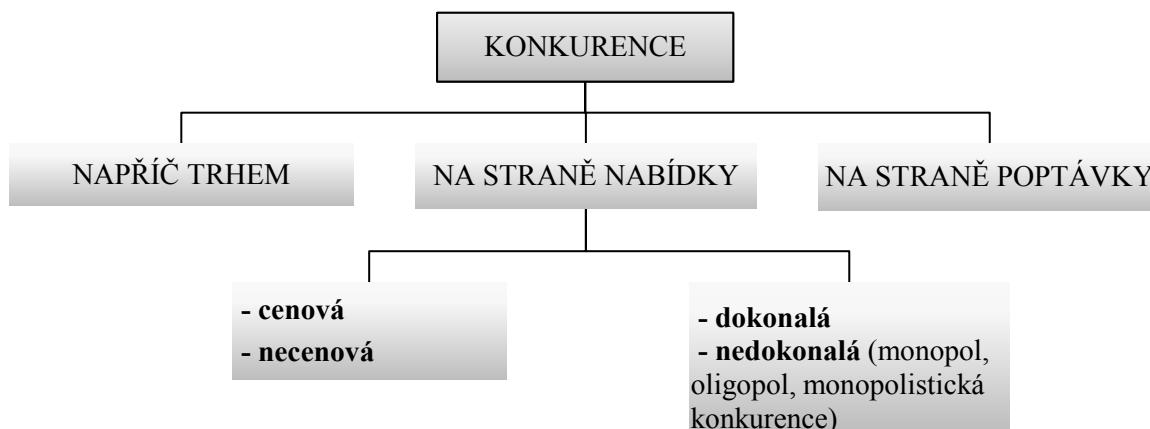 KONKURENCE
NAPŘÍČ TRHEM
NA STRANĚ NABÍDKY
NA STRANĚ POPTÁVKY
- cenová
- necenová
- dokonalá
- nedokonalá (monopol,
oligopol, monopolistická
konkurence)